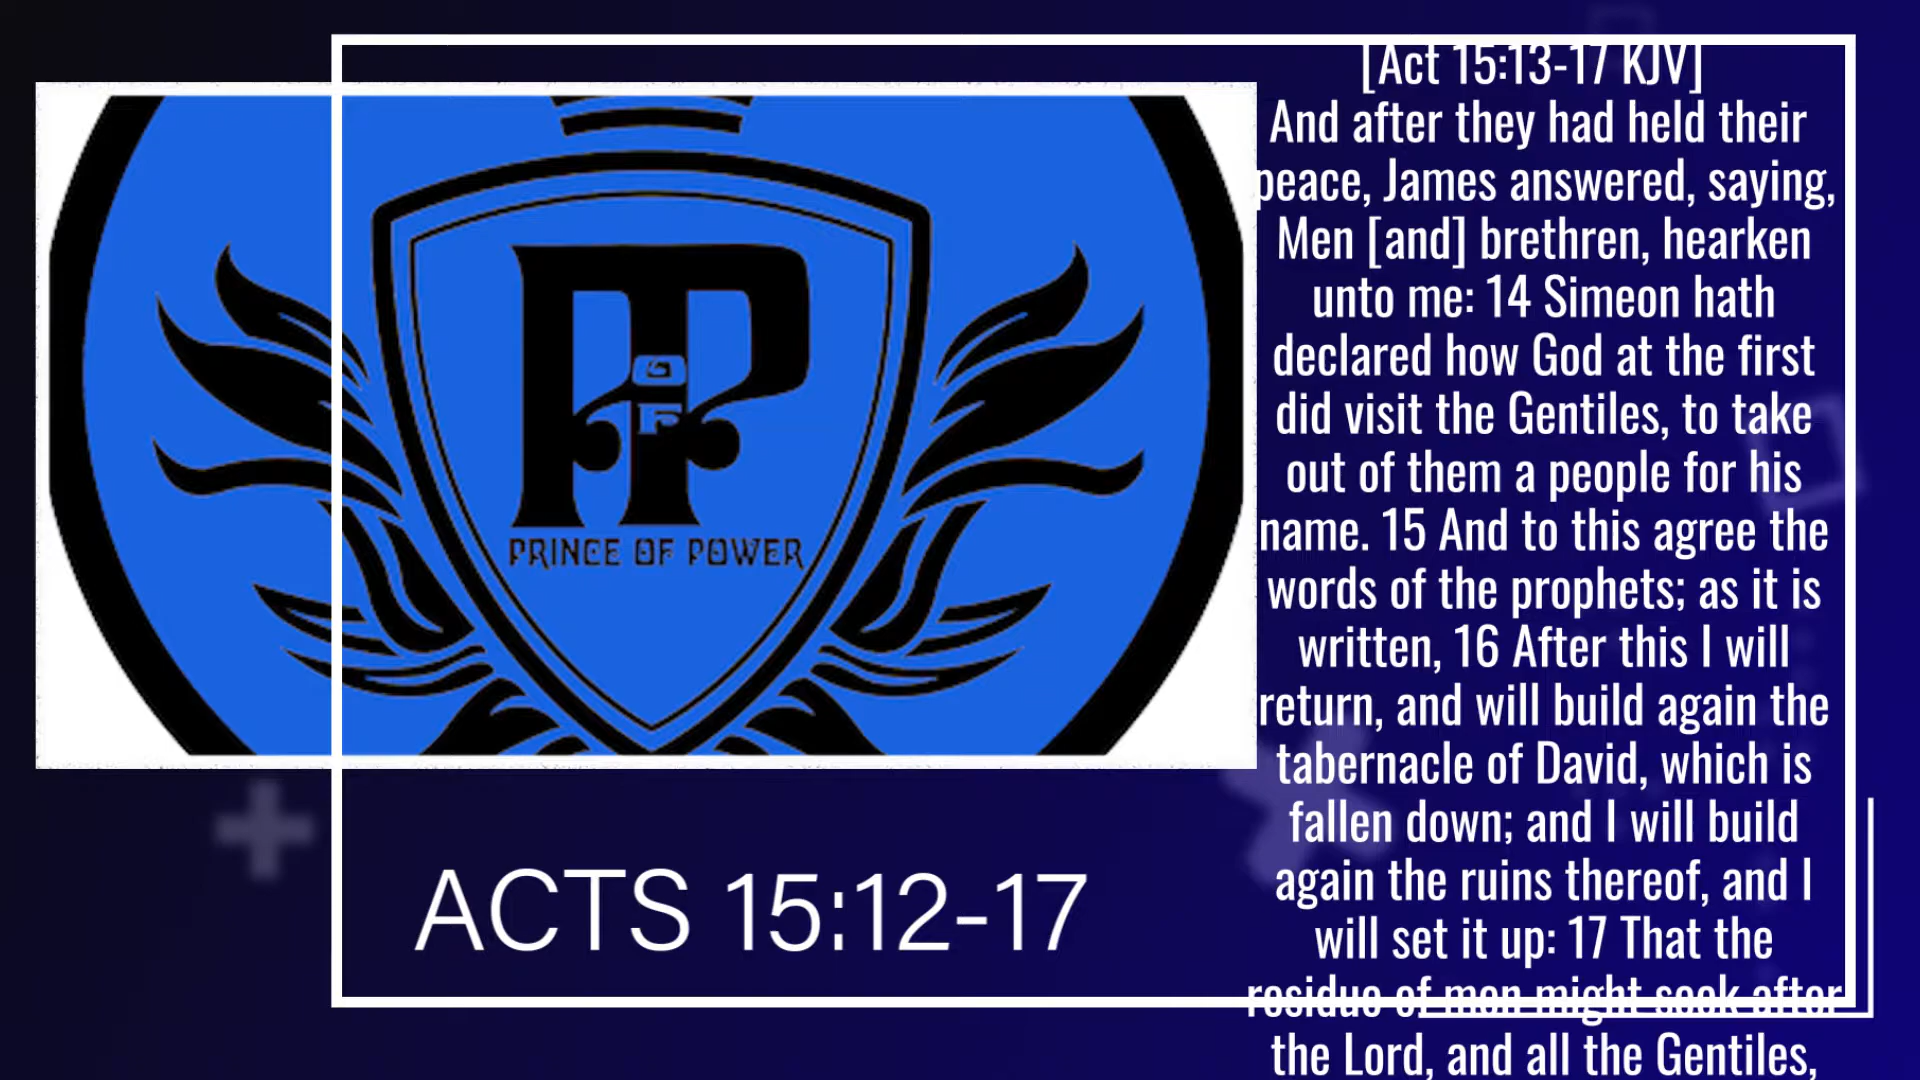 PP
OF
PRINCE OF POWER
ACTS 15:12-17
[Act 15:13-17 KJV]
And after they had held their
peace, James answered, saying,
Men [and] brethren, hearken
unto me: 14 Simeon hath
declared how God at the first
did visit the Gentiles, to take
out of them a people for his
name. 15 And to this agree the
words of the prophets; as it is
written, 16 After this I will
return, and will build again the
tabernacle of David, which is
fallen down; and I will build
again the ruins thereof, and I
will set it up: 17 That the
residue of men might seek after
the Lord, and all the Gentiles,